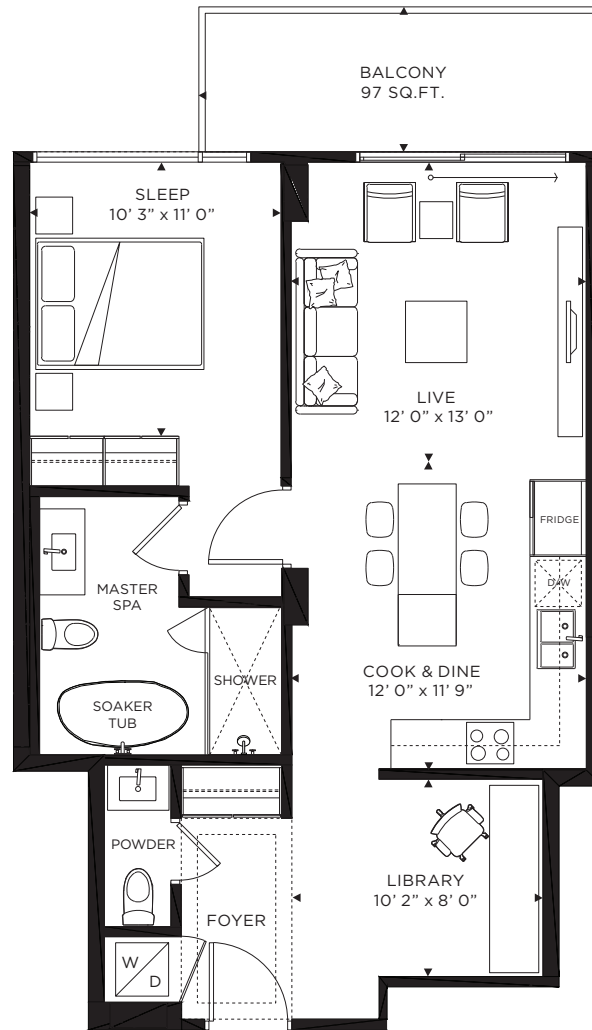 BALCONY
97 SQ.FT.
SLEEP
10’ 3” x 11’ 0”
LIVE
12’ 0” x 13’ 0”
FRIDGE
D/W
MASTER
SPA
SHOWER
COOK & DINE
12’ 0” x 11’ 9”
SOAKER
TUB
POWDER
LIBRARY
10’ 2” x 8’ 0”
FOYER
W
D